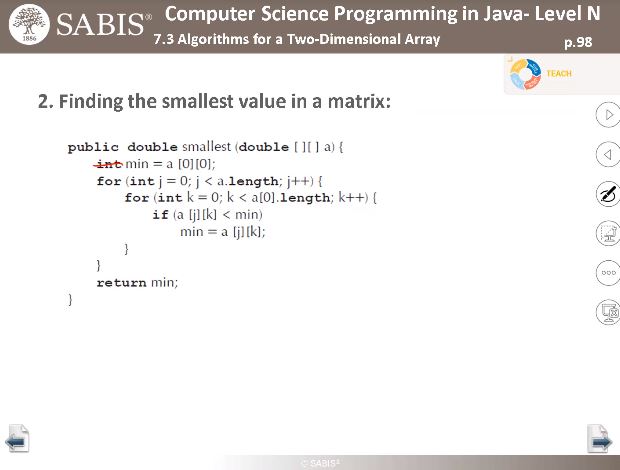 1886
SABIS®
Computer Science Programming in Java- Level N
7.3 Algorithms for a Two-Dimensional Array
p.98
TEACH
2. Finding the smallest value in a matrix:
public double smallest (double [ ][ ] a) {
int min = a [0][0];
for (int j = 0; j < a.length; j++) {
for (int k = 0; k < a[0].length; k++) {
if (a [j][k] < min)
min = a [j][k];
}
}
return min;
}
© SABIS®